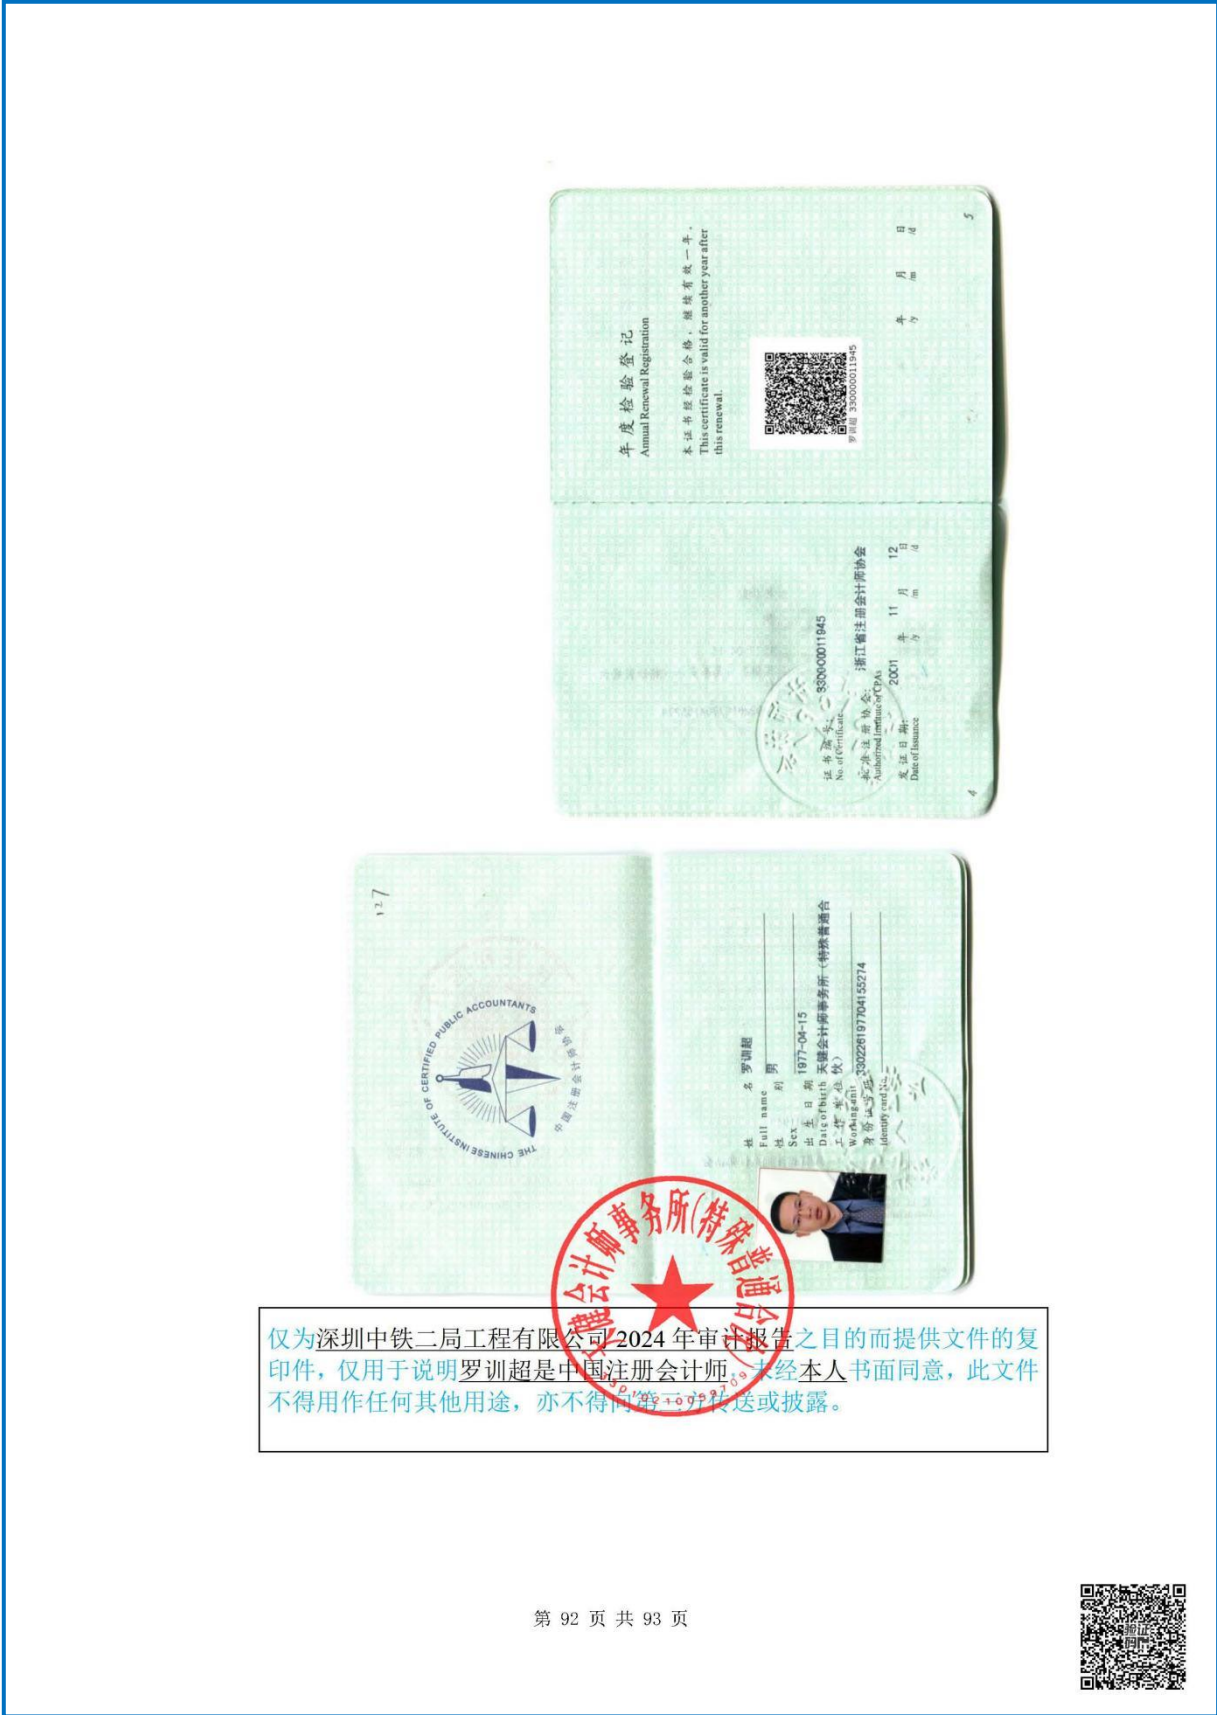 年度检验登记
Annual Renewal Registration
本证书经检验合格，继续有效一年。
This certificate is valid for another year after
this renewal.
罗训超 330000011945
年 月 日
/y /m /d
5
证书编号: 330000011945
No. of Certificate
批准注册协会: 浙江省注册会计师协会
Authorized Institute of CPAs
发证日期: 2001 年 11 月 12 日
Date of Issuance /y /m /d
4
127
THE CHINESE INSTITUTE OF CERTIFIED PUBLIC ACCOUNTANTS
中国注册会计师协会
姓名 罗训超
Full name
性别 男
Sex
出生日期 1977-04-15
Date of birth
工作单位 天健会计师事务所（特殊普通合
伙）
Working unit
身份证号码 330226197704155274
Identity card No.
天健会计师事务所(特殊普通合伙)
仅为深圳中铁二局工程有限公司 2024 年审计报告之目的而提供文件的复
印件，仅用于说明罗训超是中国注册会计师。未经本人书面同意，此文件
不得用作任何其他用途，亦不得向第三方传送或披露。
第 92 页 共 93 页